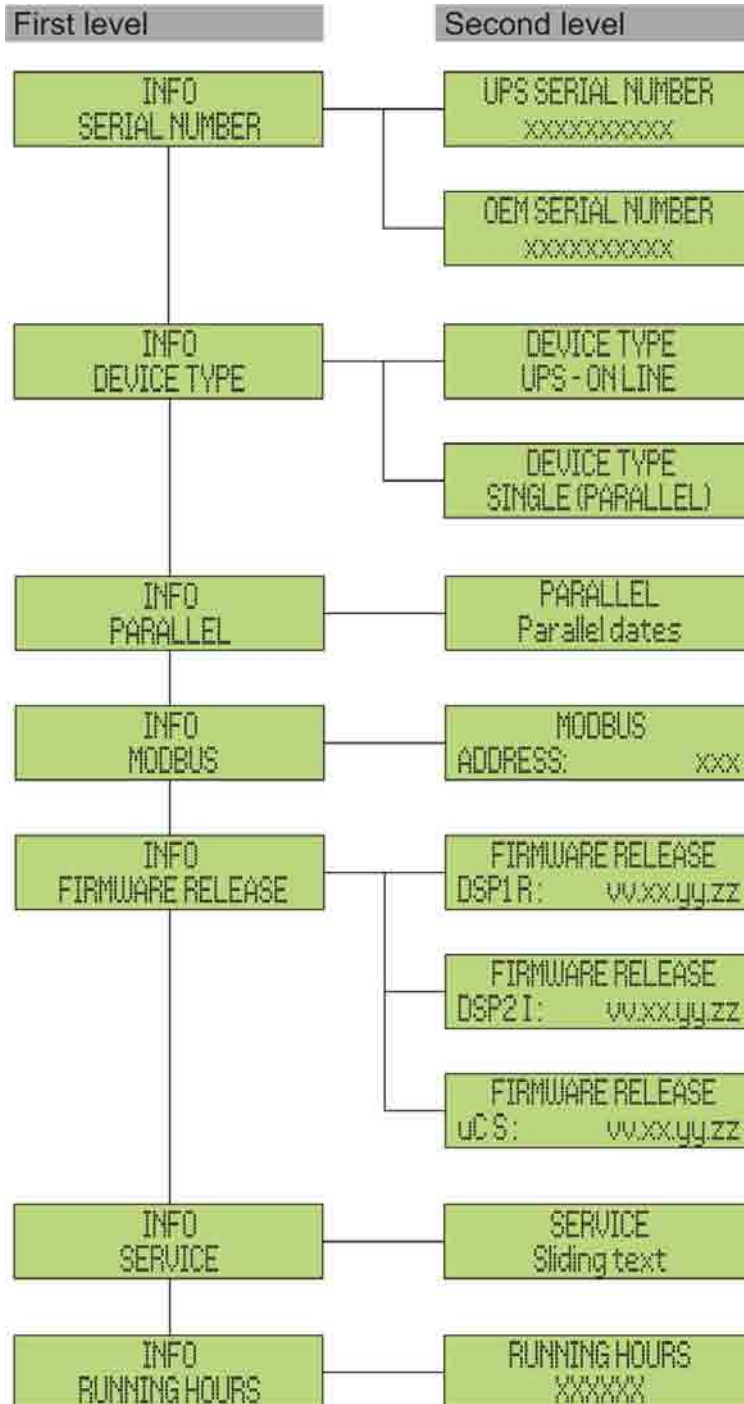 First level
Second level
INFO
SERIAL NUMBER
UPS SERIAL NUMBER
XXXXXXXXXX
OEM SERIAL NUMBER
XXXXXXXXXX
INFO
DEVICE TYPE
DEVICE TYPE
UPS - ON LINE
DEVICE TYPE
SINGLE (PARALLEL)
INFO
PARALLEL
PARALLEL
Parallel dates
INFO
MODBUS
MODBUS
ADDRESS: xxx
INFO
FIRMWARE RELEASE
FIRMWARE RELEASE
DSP1 R: vv.xx.yy.zz
FIRMWARE RELEASE
DSP2 I: vv.xx.yy.zz
FIRMWARE RELEASE
uC S: vv.xx.yy.zz
INFO
SERVICE
SERVICE
Sliding text
INFO
RUNNING HOURS
RUNNING HOURS
XXXXXX